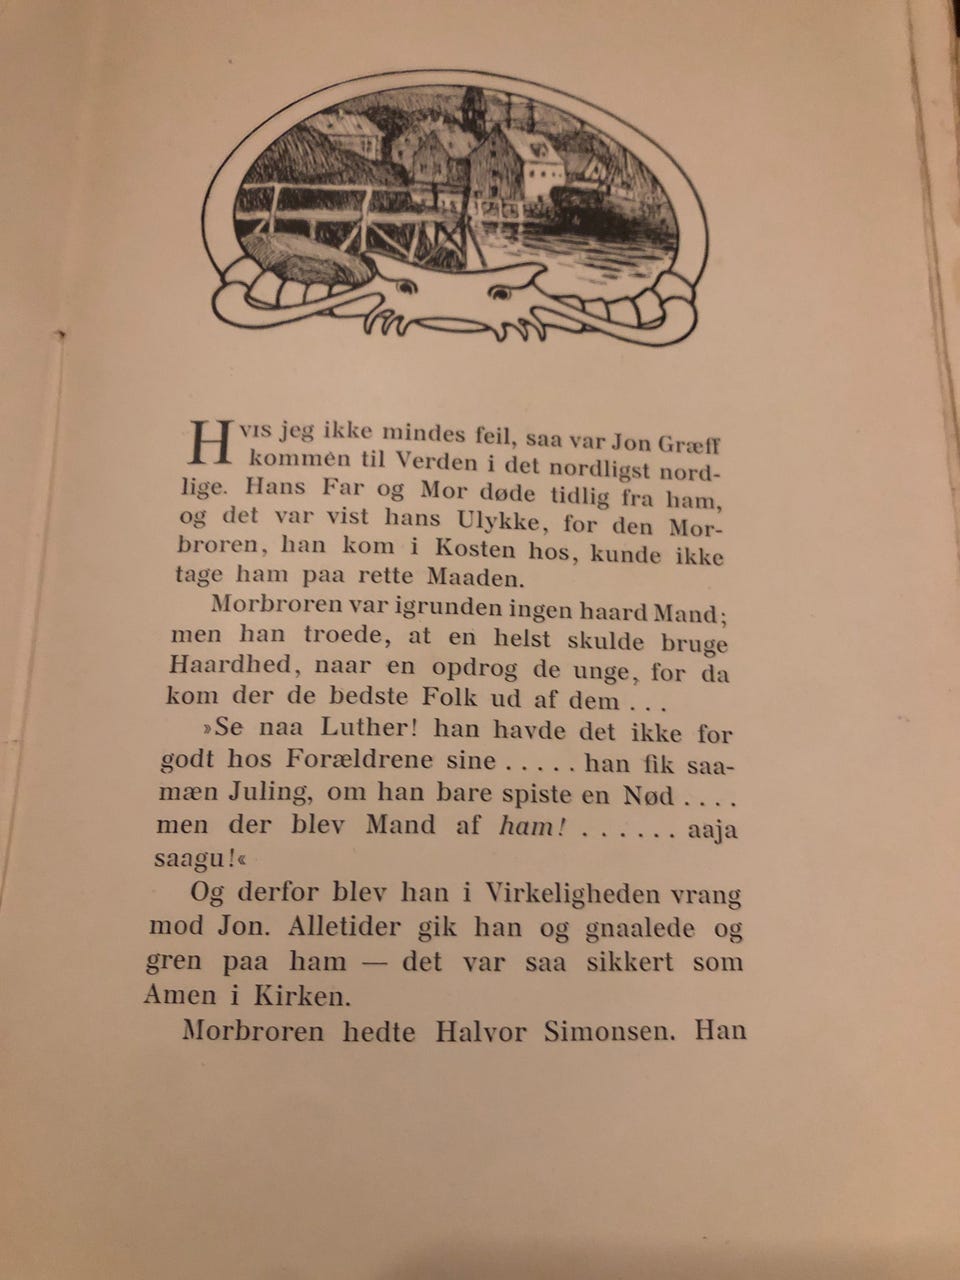 Hvis jeg ikke mindes feil, saa var Jon Græff
kommen til Verden i det nordligst nord-
lige. Hans Far og Mor døde tidlig fra ham,
og det var vist hans Ulykke, for den Mor-
broren, han kom i Kosten hos, kunde ikke
tage ham paa rette Maaden.
Morbroren var igrunden ingen haard Mand;
men han troede, at en helst skulde bruge
Haardhed, naar en opdrog de unge, for da
kom der de bedste Folk ud af dem . . .
»Se naa Luther! han havde det ikke for
godt hos Forældrene sine . . . . . han fik saa-
mæn Juling, om han bare spiste en Nød . . . .
men der blev Mand af ham! . . . . . . aaja
saagu!«
Og derfor blev han i Virkeligheden vrang
mod Jon. Alletider gik han og gnaalede og
gren paa ham — det var saa sikkert som
Amen i Kirken.
Morbroren hedte Halvor Simonsen. Han